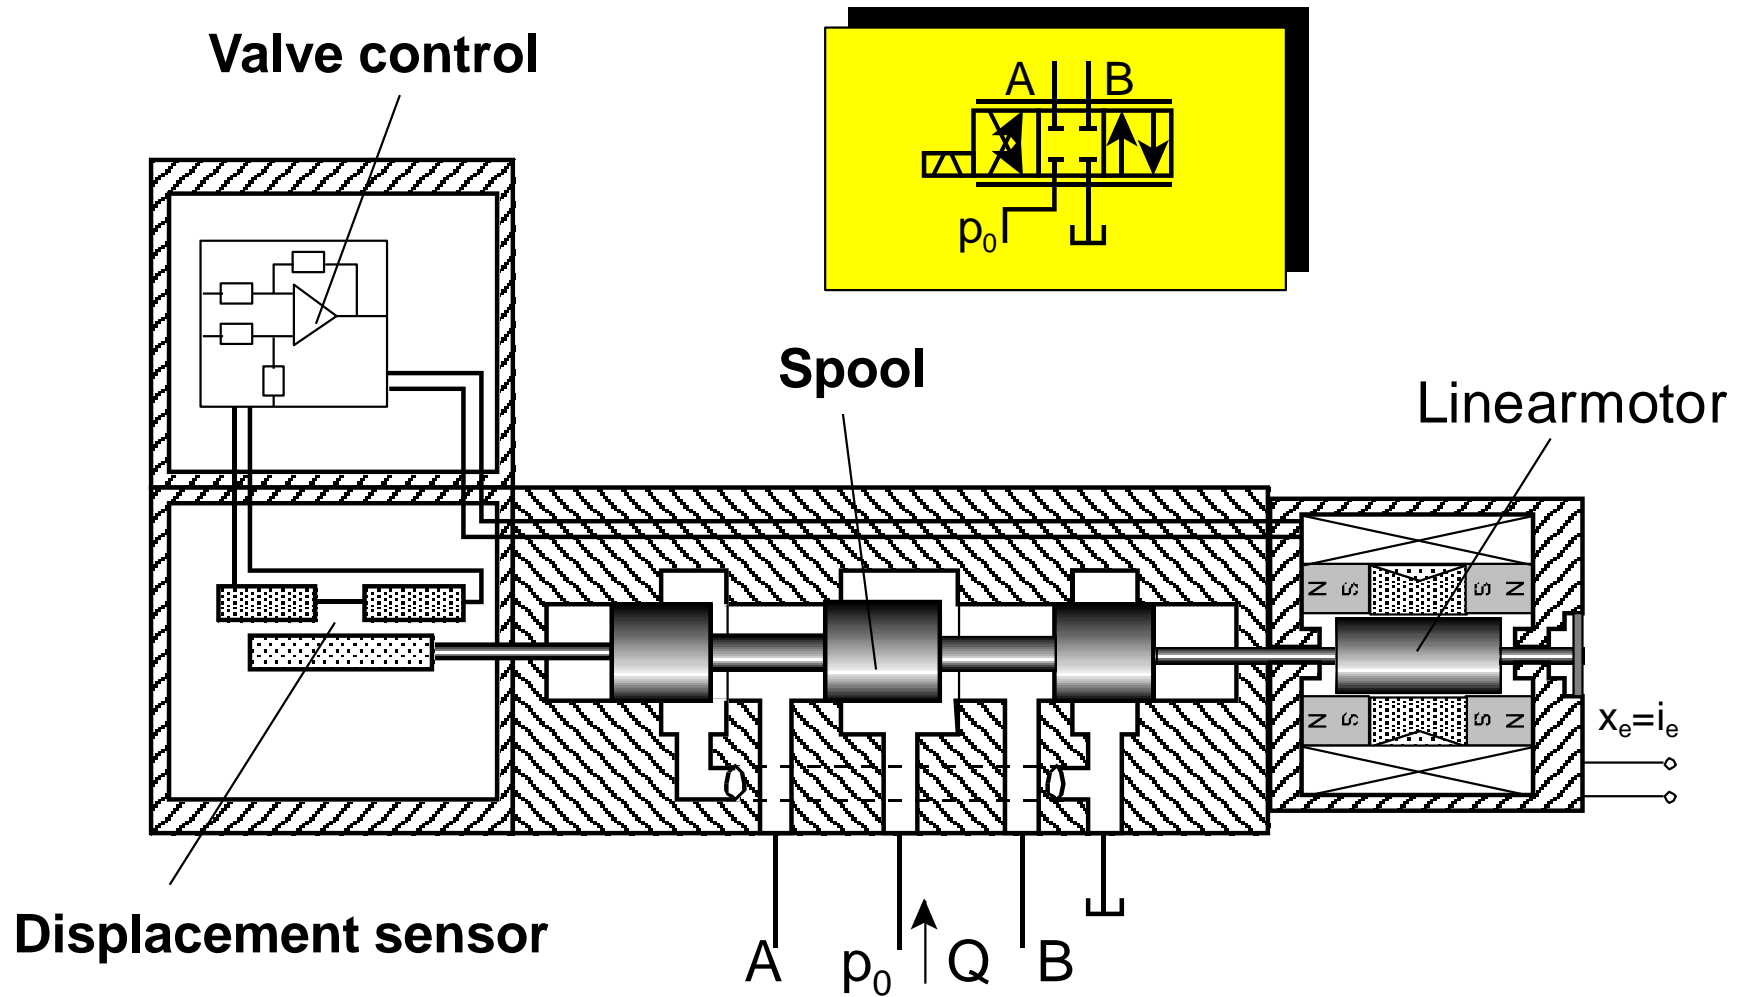 Valve control
A B
p₀
Spool
Linearmotor
N S S N
N S S N
xₑ=iₑ
Displacement sensor
A p₀ Q B